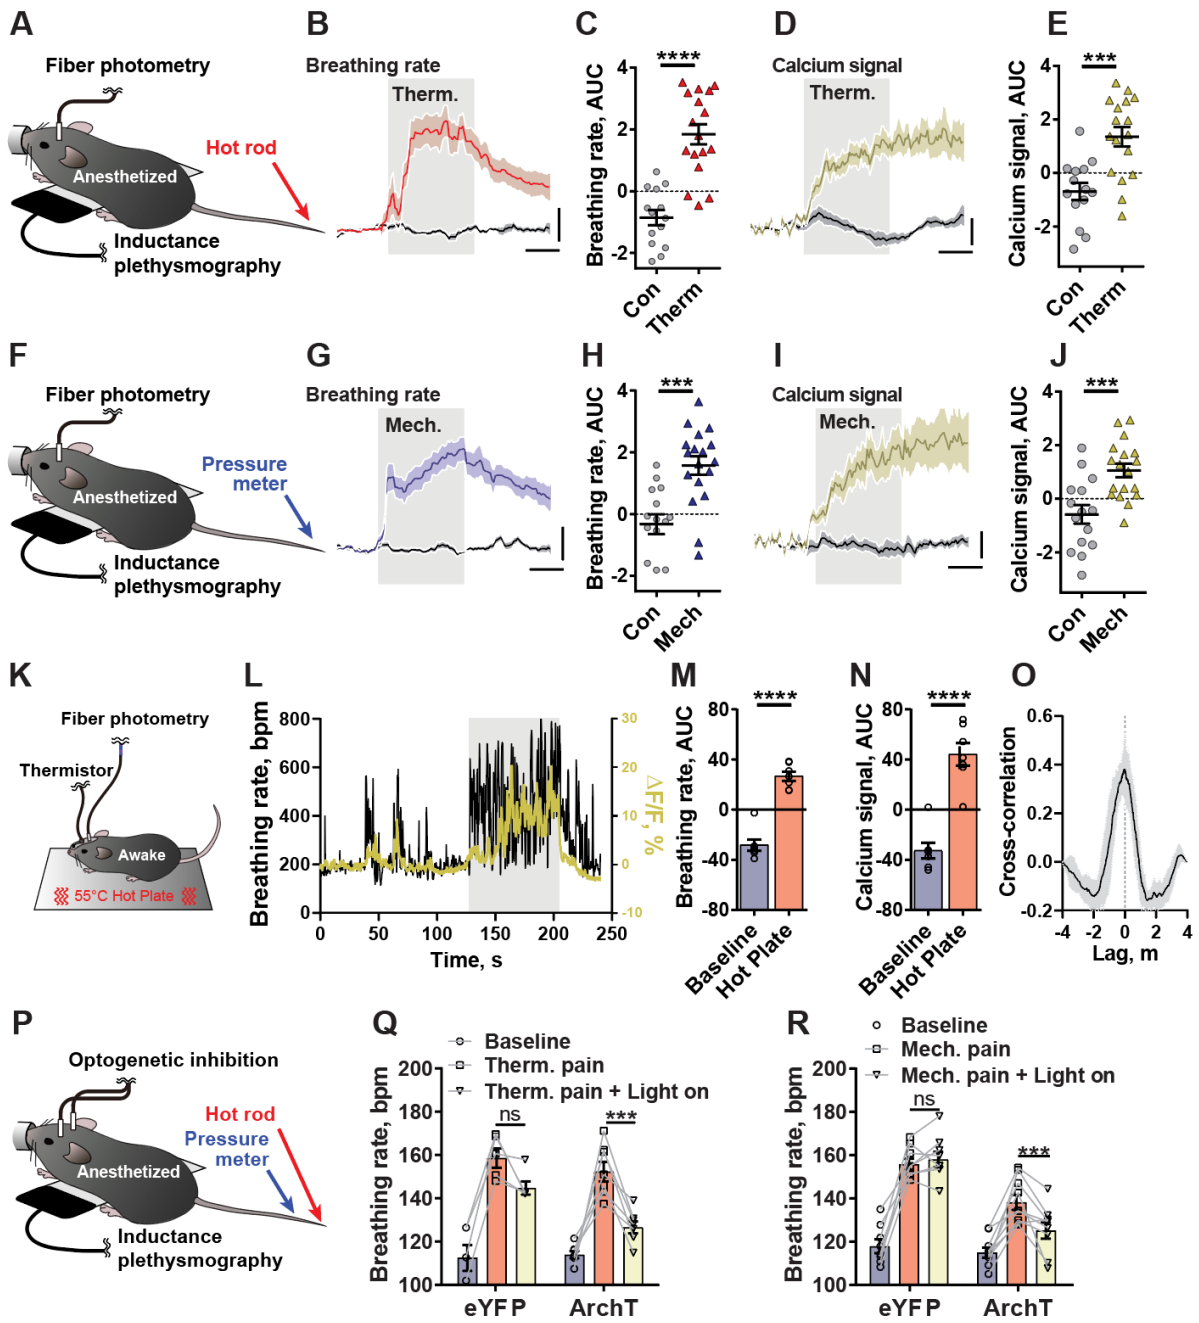 A
Fiber photometry
Anesthetized
Hot rod
Inductance
plethysmography
B
Breathing rate
Therm.
C
Breathing rate, AUC
4
2
0
-2
****
Con
Therm
D
Calcium signal
Therm.
E
Calcium signal, AUC
4
2
0
-2
***
Con
Therm
F
Fiber photometry
Anesthetized
Pressure
meter
Inductance
plethysmography
G
Breathing rate
Mech.
H
Breathing rate, AUC
4
2
0
-2
***
Con
Mech
I
Calcium signal
Mech.
J
Calcium signal, AUC
4
2
0
-2
***
Con
Mech
K
Fiber photometry
Thermistor
Awake
55°C Hot Plate
L
Breathing rate, bpm
800
600
400
200
0
0
50
100
150
200
250
Time, s
30
20
10
0
-10
ΔF/F, %
M
Breathing rate, AUC
80
40
0
-40
-80
****
Baseline
Hot Plate
N
Calcium signal, AUC
80
40
0
-40
-80
****
Baseline
Hot Plate
O
Cross-correlation
0.6
0.4
0.2
0.0
-0.2
-4
-2
0
2
4
Lag, m
P
Optogenetic inhibition
Hot rod
Pressure
meter
Anesthetized
Inductance
plethysmography
Q
Baseline
Therm. pain
Therm. pain + Light on
Breathing rate, bpm
200
180
160
140
120
100
ns
***
eYFP
ArchT
R
Baseline
Mech. pain
Mech. pain + Light on
Breathing rate, bpm
200
180
160
140
120
100
ns
***
eYFP
ArchT